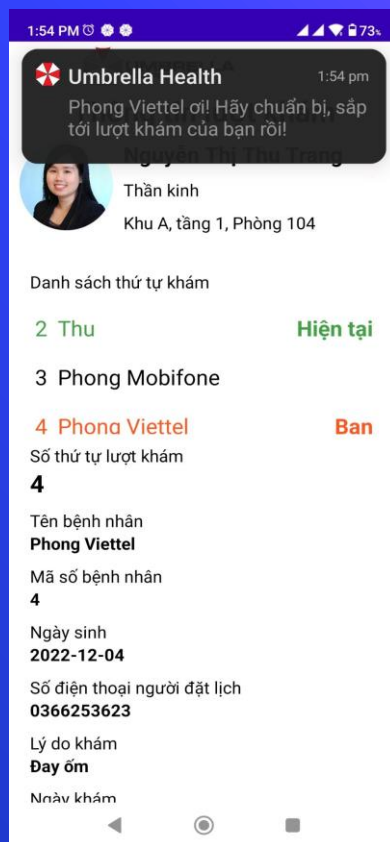 1:54 PM
73%
Umbrella Health
1:54 pm
Phong Viettel ơi! Hãy chuẩn bị, sắp
tới lượt khám của bạn rồi!
Nguyễn Thị Thu Trang
Thần kinh
Khu A, tầng 1, Phòng 104
Danh sách thứ tự khám
2 Thu Hiện tại
3 Phong Mobifone
4 Phong Viettel Bạn
Số thứ tự lượt khám
4
Tên bệnh nhân
Phong Viettel
Mã số bệnh nhân
4
Ngày sinh
2022-12-04
Số điện thoại người đặt lịch
0366253623
Lý do khám
Đay ốm
Ngày khám